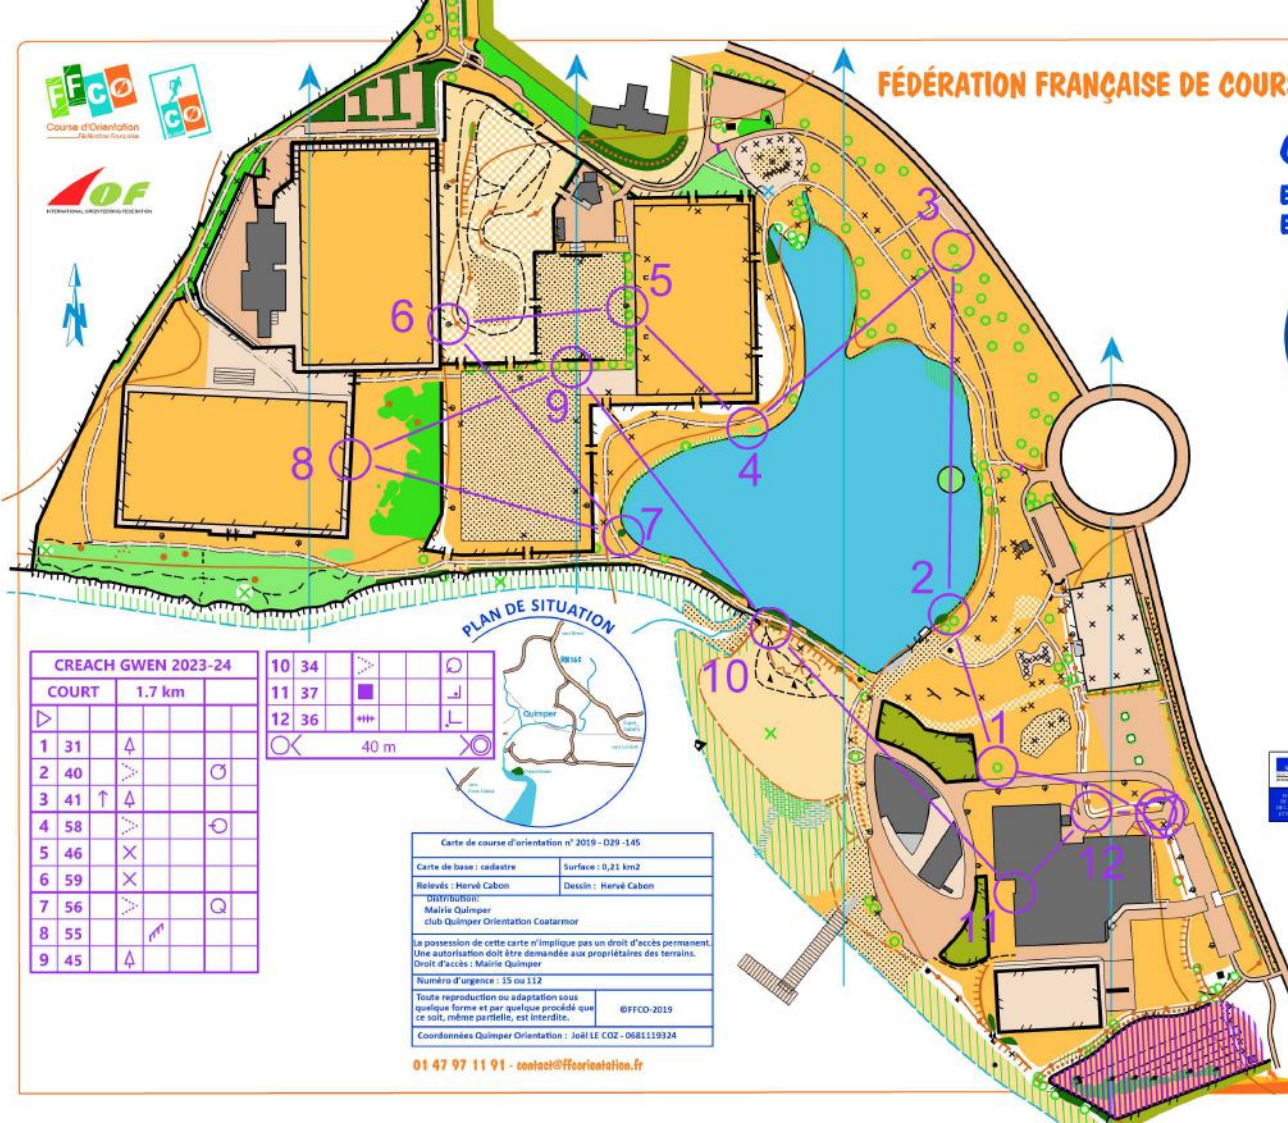 FFCO
Course d'Orientation
Fédération Française
CO
IOF
INTERNATIONAL ORIENTEERING FEDERATION
FÉDÉRATION FRANÇAISE DE COUR
N
3
5
6
9
8
4
7
2
10
1
12
11
PLAN DE SITUATION
RN165
Quimper
CREACH GWEN 2023-24
COURT 1.7 km
1 31
2 40
3 41
4 58
5 46
6 59
7 56
8 55
9 45
10 34
11 37
12 36
40 m
Carte de course d'orientation n° 2019 - D29 -145
Carte de base : cadastre Surface : 0,21 km2
Relevés : Hervé Cabon Dessin : Hervé Cabon
Distribution:
Mairie Quimper
club Quimper Orientation Coatarmor
La possession de cette carte n'implique pas un droit d'accès permanent.
Une autorisation doit être demandée aux propriétaires des terrains.
Droit d'accès : Mairie Quimper
Numéro d'urgence : 15 ou 112
Toute reproduction ou adaptation sous
quelque forme et par quelque procédé que
ce soit, même partielle, est interdite.
©FFCO-2019
Coordonnées Quimper Orientation : Joël LE COZ - 0681119324
01 47 97 11 91 - contact@ffcorientation.fr